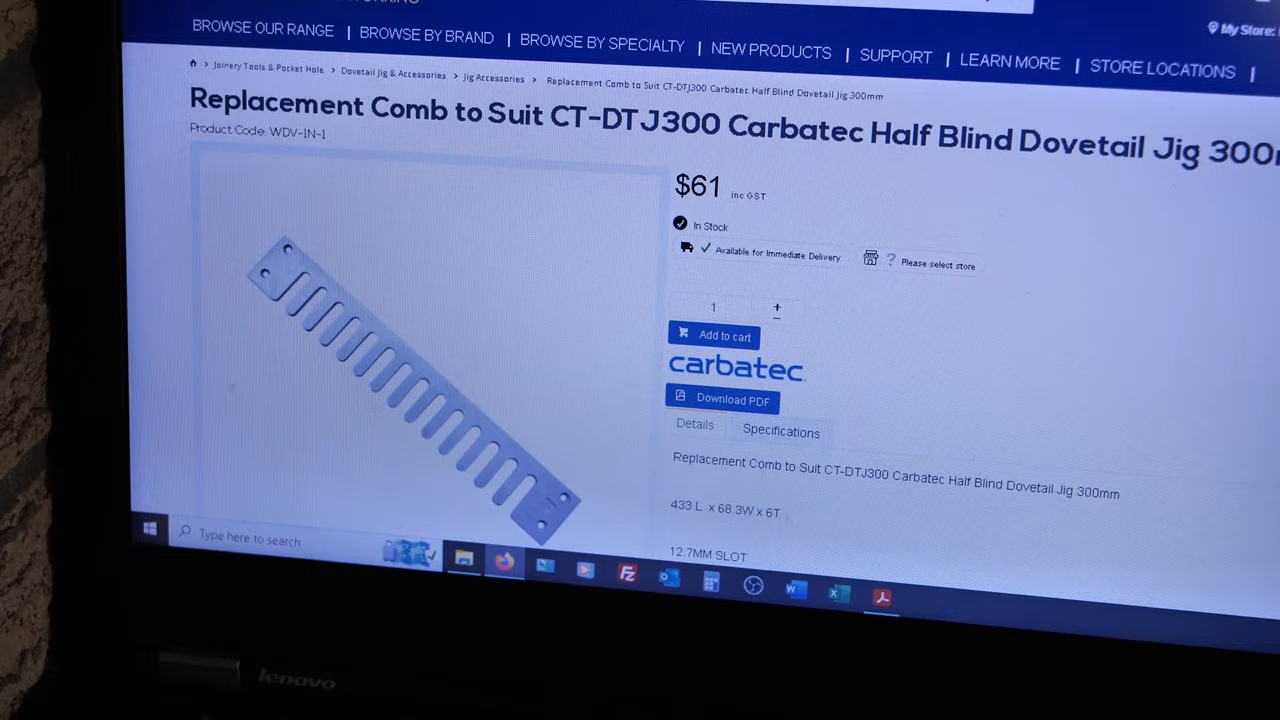 BROWSE OUR RANGE | BROWSE BY BRAND | BROWSE BY SPECIALTY | NEW PRODUCTS | SUPPORT | LEARN MORE | STORE LOCATIONS |
My Store:
> Joinery Tools & Pocket Hole > Dovetail Jig & Accessories > Jig Accessories > Replacement Comb to Suit CT-DTJ300 Carbatec Half Blind Dovetail Jig 300mm
Replacement Comb to Suit CT-DTJ300 Carbatec Half Blind Dovetail Jig 300
Product Code: WDV-1N-1
$61 inc GST
In Stock
Available for Immediate Delivery ? Please select store
1 +
-
Add to cart
carbatec
Download PDF
Details Specifications
Replacement Comb to Suit CT-DTJ300 Carbatec Half Blind Dovetail Jig 300mm
433 L x 68.3W x 6T
12.7MM SLOT
Type here to search
lenovo